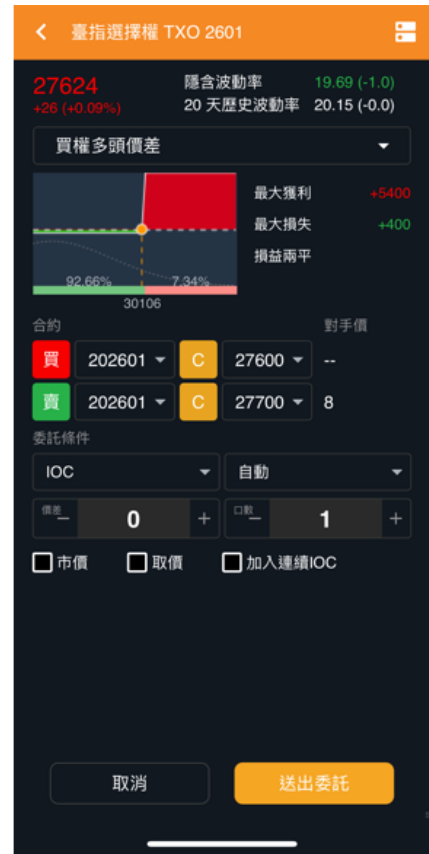 臺指選擇權 TXO 2601
27624 隱含波動率 19.69 (-1.0)
+26 (+0.09%) 20 天歷史波動率 20.15 (-0.0)
買權多頭價差
最大獲利 +5400
最大損失 +400
損益兩平
92.66% 7.34%
30106
合約 對手價
買 202601 C 27600 --
賣 202601 C 27700 8
委託條件
IOC 自動
價差 − 0 + 口數 − 1 +
市價 取價 加入連續IOC
取消 送出委託